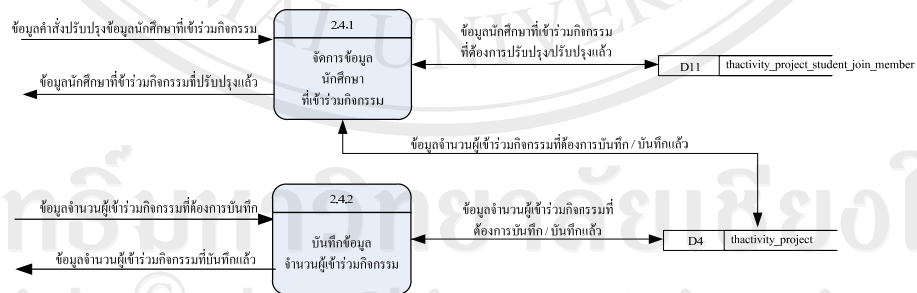 2.4.1
ข้อมูลคำสั่งปรับปรุงข้อมูลนักศึกษาที่เข้าร่วมกิจกรรม
ข้อมูลนักศึกษาที่ข้าร่วมกิจกรรมที่ปรับปรุงแล้ว
จัดการข้อมูล
นักศึกษา
ที่เข้าร่วมกิจกรรม
ข้อมูลนักศึกษาที่เข้าร่วมกิจกรรม
ที่ต้องการปรับปรุง/ปรับปรุงแล้ว
D11 thactivity_project_student_join_member
ข้อมูลจำนวนผู้เข้าร่วมกิจกรรมที่ต้องการบันทึก / บันทึกแล้ว
2.4.2
ข้อมูลจำนวนผู้เข้าร่วมกิจกรรมที่ต้องการบันทึก
ข้อมูลจำนวนผู้เข้าร่วมกิจกรรมที่บันทึกแล้ว
บันทึกข้อมูล
จำนวนผู้เข้าร่วมกิจกรรม
ข้อมูลจำนวนผู้เข้าร่วมกิจกรรมที่
ต้องการบันทึก / บันทึกแล้ว
D4 thactivity_project